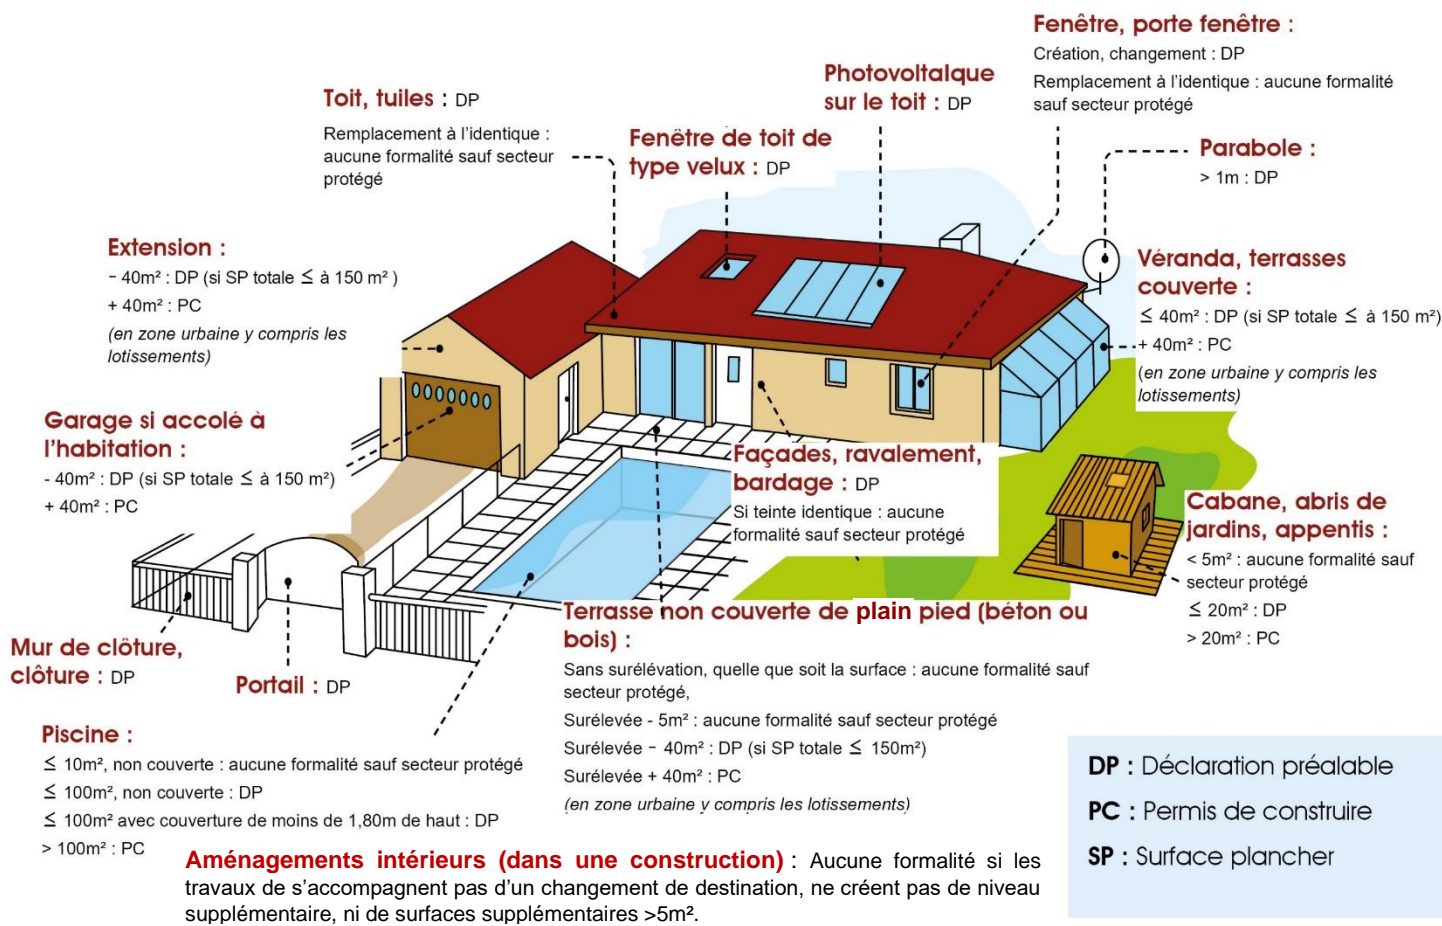 Fenêtre, porte fenêtre :
Création, changement : DP
Remplacement à l'identique : aucune formalité
sauf secteur protégé
Photovoltaïque
sur le toit : DP
Toit, tuiles : DP
Remplacement à l'identique :
aucune formalité sauf secteur
protégé
Fenêtre de toit de
type velux : DP
Parabole :
> 1m : DP
Extension :
- 40m² : DP (si SP totale ≤ à 150 m² )
+ 40m² : PC
(en zone urbaine y compris les
lotissements)
Véranda, terrasses
couverte :
≤ 40m² : DP (si SP totale ≤ à 150 m²)
+ 40m² : PC
(en zone urbaine y compris les
lotissements)
Garage si accolé à
l'habitation :
- 40m² : DP (si SP totale ≤ à 150 m²)
+ 40m² : PC
Façades, ravalement,
bardage : DP
Si teinte identique : aucune
formalité sauf secteur protégé
Cabane, abris de
jardins, appentis :
< 5m² : aucune formalité sauf
secteur protégé
≤ 20m² : DP
> 20m² : PC
Mur de clôture,
clôture : DP
Portail : DP
Terrasse non couverte de plain pied (béton ou
bois) :
Sans surélévation, quelle que soit la surface : aucune formalité sauf
secteur protégé,
Surélevée - 5m² : aucune formalité sauf secteur protégé
Surélevée - 40m² : DP (si SP totale ≤ 150m²)
Surélevée + 40m² : PC
(en zone urbaine y compris les lotissements)
Piscine :
≤ 10m², non couverte : aucune formalité sauf secteur protégé
≤ 100m², non couverte : DP
≤ 100m² avec couverture de moins de 1,80m de haut : DP
> 100m² : PC
DP : Déclaration préalable
PC : Permis de construire
SP : Surface plancher
Aménagements intérieurs (dans une construction) : Aucune formalité si les
travaux de s'accompagnent pas d'un changement de destination, ne créent pas de niveau
supplémentaire, ni de surfaces supplémentaires >5m².